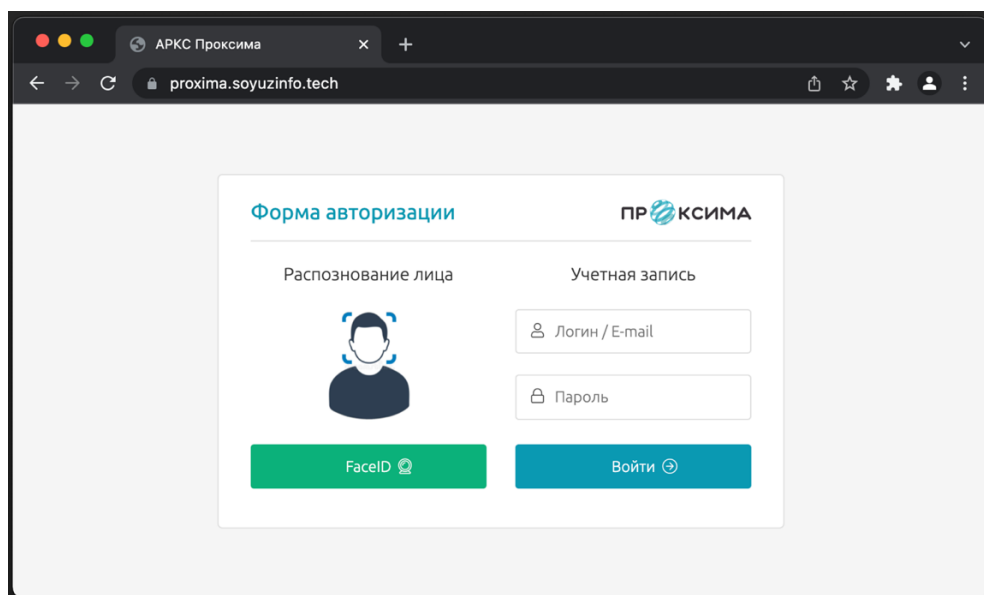 АРКС Проксима
proxima.soyuzinfo.tech
Форма авторизации
ПРОКСИМА
Распознование лица
Учетная запись
Логин / E-mail
Пароль
FaceID
Войти